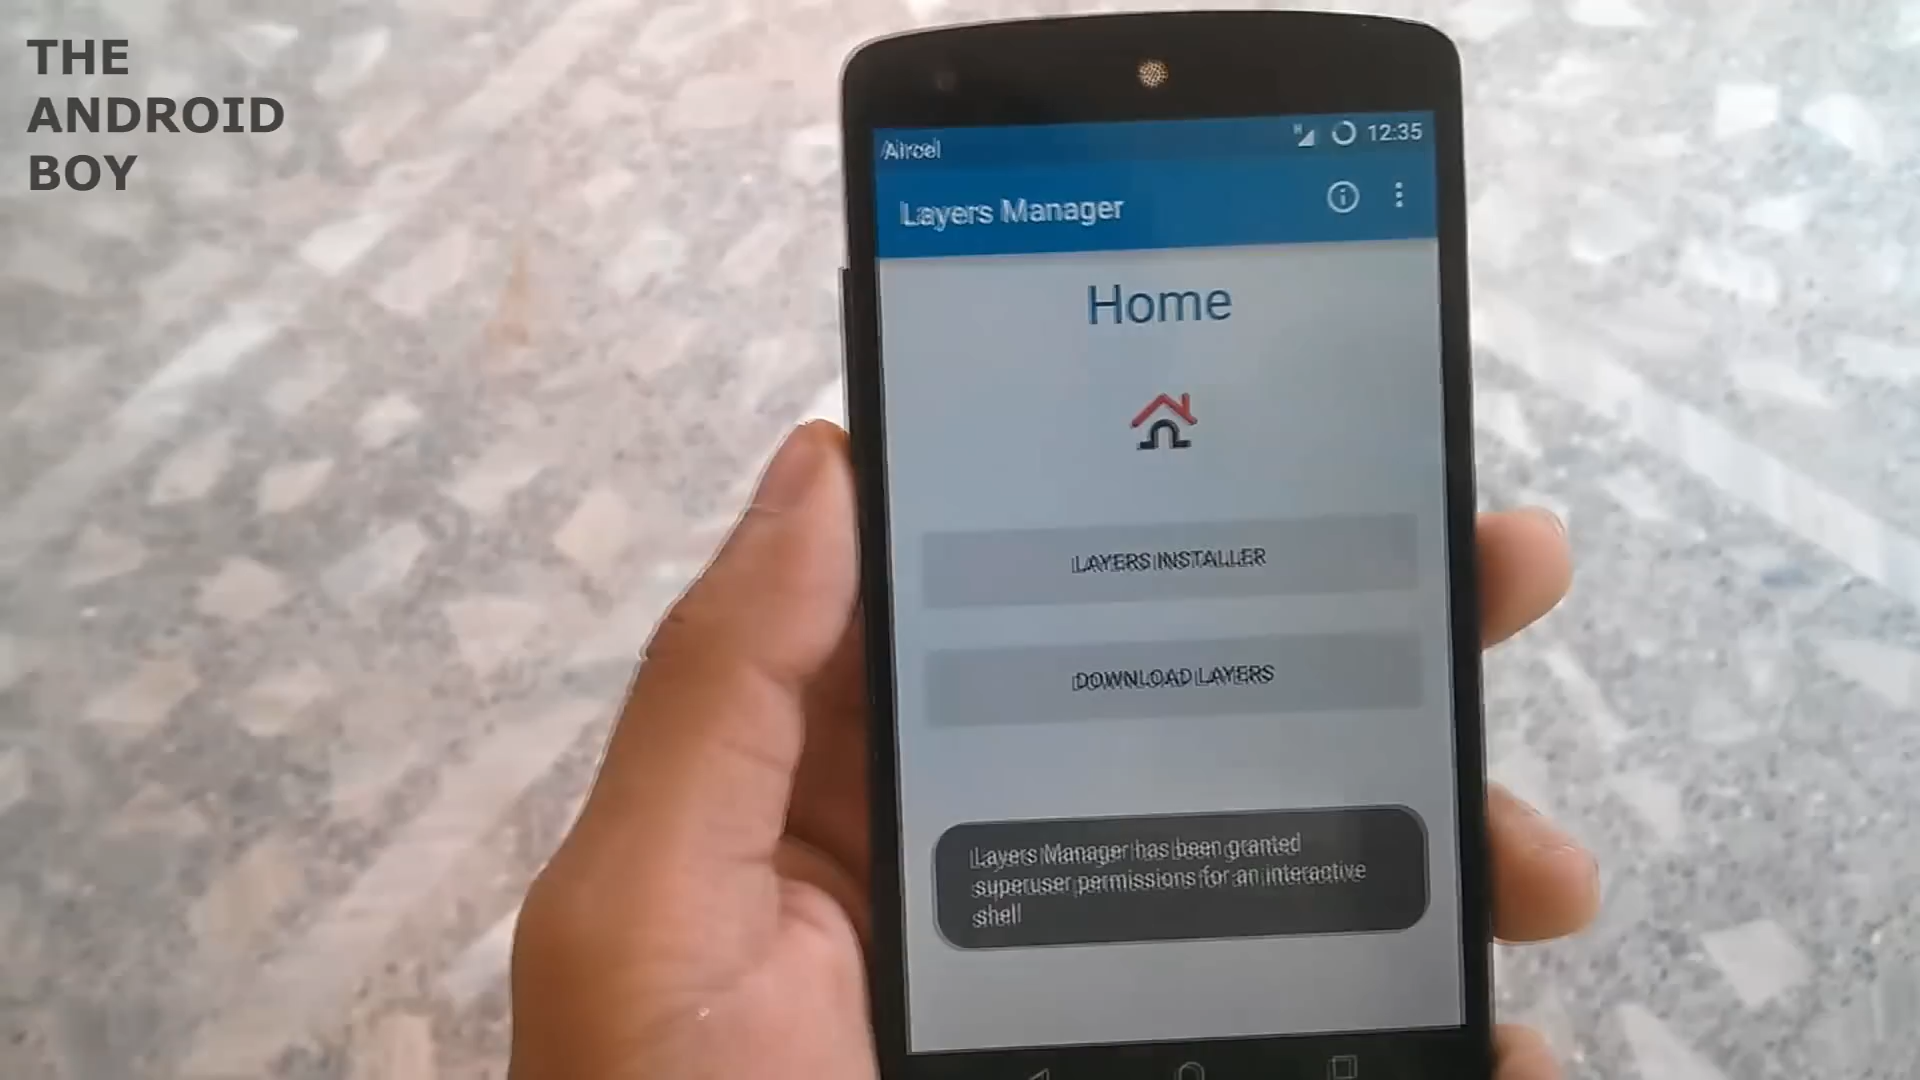 THE
ANDROID
BOY
Aircel
H
12:35
Layers Manager
Home
LAYERS INSTALLER
DOWNLOAD LAYERS
Layers Manager has been granted
superuser permissions for an interactive
shell